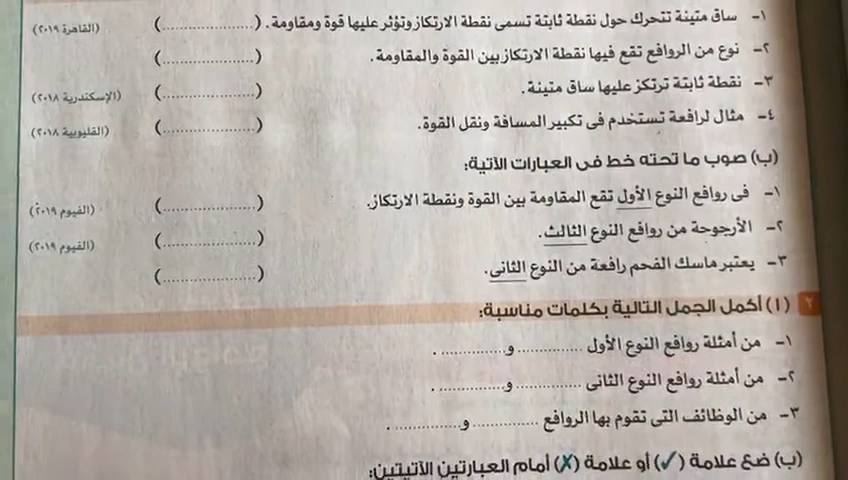 ١- ساق متينة تتحرك حول نقطة ثابتة تسمى نقطة الارتكاز وتؤثر عليها قوة ومقاومة. (....................) (القاهرة ٢٠١٩)
٢- نوع من الروافع تقع فيها نقطة الارتكاز بين القوة والمقاومة. (....................)
٣- نقطة ثابتة ترتكز عليها ساق متينة. (....................) (الإسكندرية ٢٠١٨)
٤- مثال لرافعة تستخدم فى تكبير المسافة ونقل القوة. (....................) (القليوبية ٢٠١٨)
(ب) صوب ما تحته خط فى العبارات الآتية:
١- فى روافع النوع الأول تقع المقاومة بين القوة ونقطة الارتكاز. (....................) (الفيوم ٢٠١٩)
٢- الأرجوحة من روافع النوع الثالث. (....................) (الفيوم ٢٠١٩)
٣- يعتبر ماسك الفحم رافعة من النوع الثانى. (....................)
٢ (أ) أكمل الجمل التالية بكلمات مناسبة:
١- من أمثلة روافع النوع الأول .............. و .............. .
٢- من أمثلة روافع النوع الثانى .............. و .............. .
٣- من الوظائف التى تقوم بها الروافع .............. و .............. .
(ب) ضع علامة (✓) أو علامة (✗) أمام العبارتين الآتيتين: